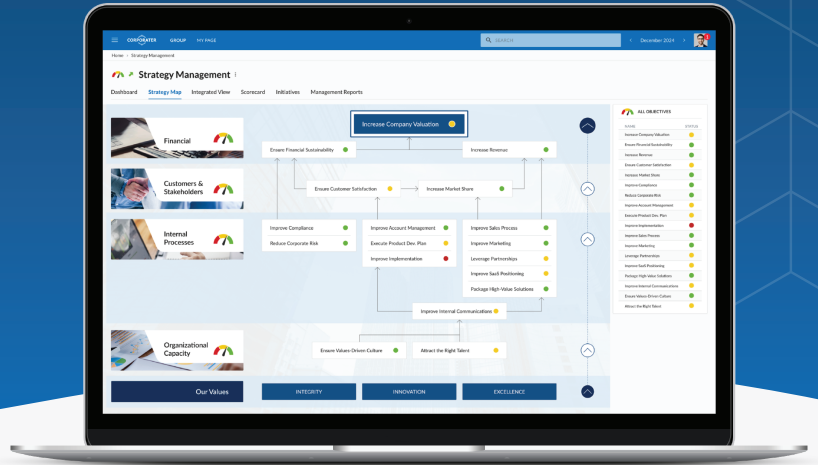 CORPORATER
GROUP
MY PAGE
SEARCH
December 2024
Home > Strategy Management
Strategy Management
Dashboard
Strategy Map
Integrated View
Scorecard
Initiatives
Management Reports
Financial
Increase Company Valuation
Ensure Financial Sustainability
Increase Revenue
Customers &
Stakeholders
Ensure Customer Satisfaction
Increase Market Share
Internal
Processes
Improve Compliance
Reduce Corporate Risk
Improve Account Management
Execute Product Dev. Plan
Improve Implementation
Improve Sales Process
Improve Marketing
Leverage Partnerships
Improve SaaS Positioning
Package High-Value Solutions
Improve Internal Communications
Organizational
Capacity
Ensure Values-Driven Culture
Attract the Right Talent
Our Values
INTEGRITY
INNOVATION
EXCELLENCE
ALL OBJECTIVES
NAME
STATUS
Increase Company Valuation
Ensure Financial Sustainability
Increase Revenue
Ensure Customer Satisfaction
Increase Market Share
Improve Compliance
Reduce Corporate Risk
Improve Account Management
Execute Product Dev. Plan
Improve Implementation
Improve Sales Process
Improve Marketing
Leverage Partnerships
Improve SaaS Positioning
Package High-Value Solutions
Improve Internal Communications
Ensure Values-Driven Culture
Attract the Right Talent